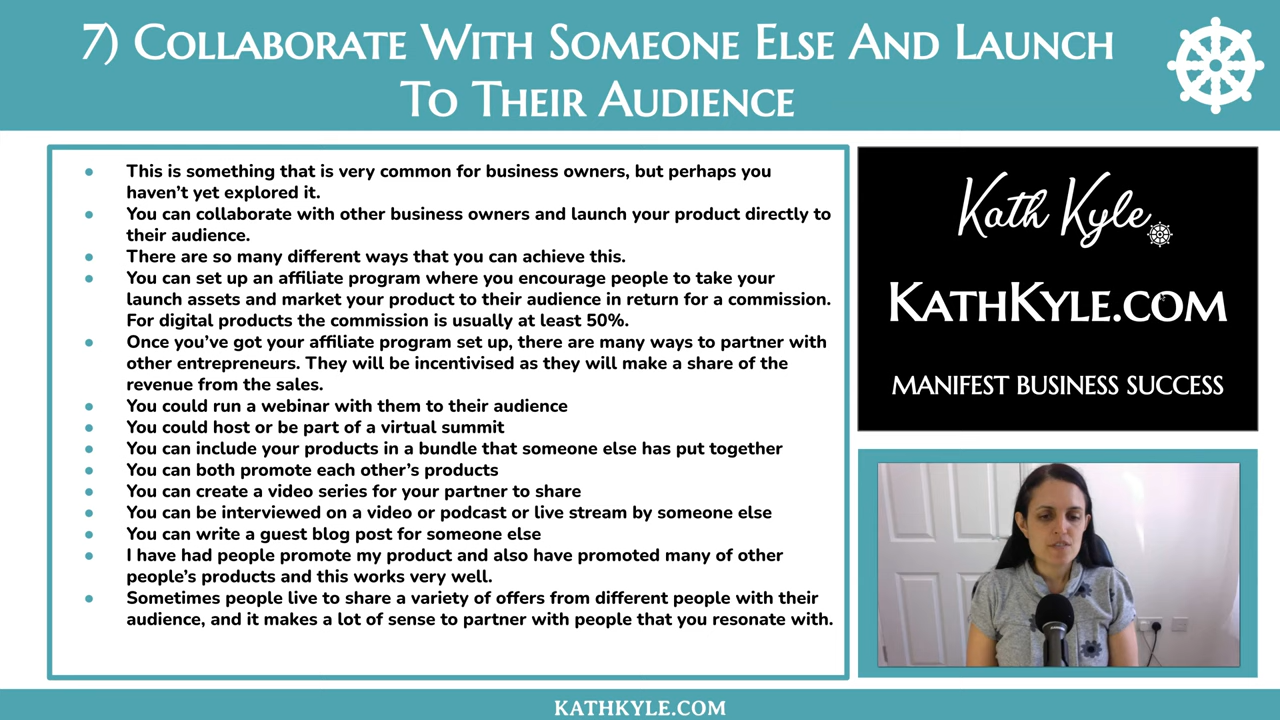 7) Collaborate With Someone Else And Launch
To Their Audience
This is something that is very common for business owners, but perhaps you
haven't yet explored it.
You can collaborate with other business owners and launch your product directly to
their audience.
There are so many different ways that you can achieve this.
You can set up an affiliate program where you encourage people to take your
launch assets and market your product to their audience in return for a commission.
For digital products the commission is usually at least 50%.
Once you've got your affiliate program set up, there are many ways to partner with
other entrepreneurs. They will be incentivised as they will make a share of the
revenue from the sales.
You could run a webinar with them to their audience
You could host or be part of a virtual summit
You can include your products in a bundle that someone else has put together
You can both promote each other's products
You can create a video series for your partner to share
You can be interviewed on a video or podcast or live stream by someone else
You can write a guest blog post for someone else
I have had people promote my product and also have promoted many of other
people's products and this works very well.
Sometimes people live to share a variety of offers from different people with their
audience, and it makes a lot of sense to partner with people that you resonate with.
Kath Kyle
KathKyle.com
MANIFEST BUSINESS SUCCESS
KATHKYLE.COM